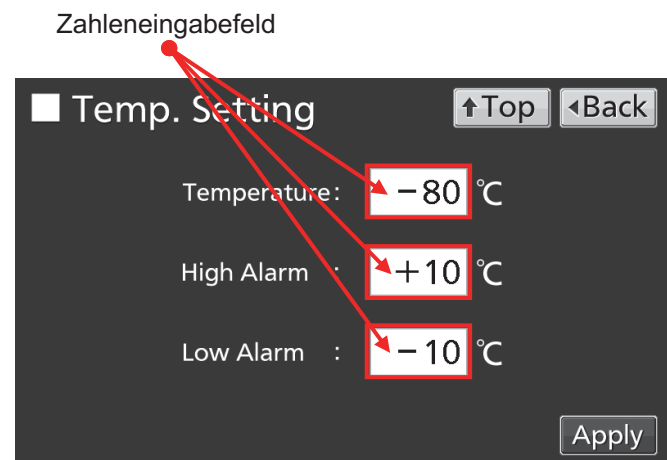 Zahleneingabefeld
Temp. Setting
Top
Back
Temperature: −80 ℃
High Alarm : +10 ℃
Low Alarm : −10 ℃
Apply